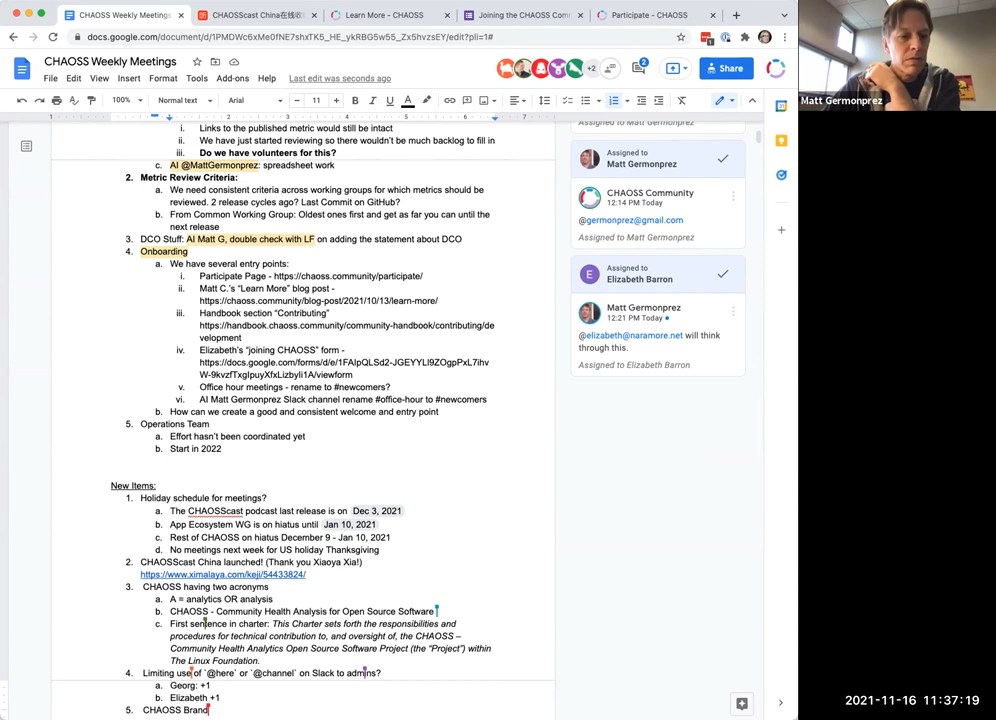 CHAOSS Weekly Meetings
CHAOSScast China在线收
Learn More - CHAOSS
Joining the CHAOSS Com
Participate - CHAOSS
docs.google.com/document/d/1PMDWc6xMe0fNE7shxTK5_HE_ykRBG5w55_Zx5hvzsEY/edit?pli=1#
CHAOSS Weekly Meetings
File Edit View Insert Format Tools Add-ons Help Last edit was seconds ago
+2
2
Share
100% Normal text Arial 11
1 2 3 4 5 6 7
i. Links to the published metric would still be intact
ii. We have just started reviewing so there wouldn't be much backlog to fill in
iii. Do we have volunteers for this?
c. AI @MattGermonprez: spreadsheet work
2. Metric Review Criteria:
a. We need consistent criteria across working groups for which metrics should be
reviewed. 2 release cycles ago? Last Commit on GitHub?
b. From Common Working Group: Oldest ones first and get as far you can until the
next release
3. DCO Stuff: AI Matt G, double check with LF on adding the statement about DCO
4. Onboarding
a. We have several entry points:
i. Participate Page - https://chaoss.community/participate/
ii. Matt C.'s "Learn More" blog post -
https://chaoss.community/blog-post/2021/10/13/learn-more/
iii. Handbook section "Contributing"
https://handbook.chaoss.community/community-handbook/contributing/de
velopment
iv. Elizabeth's "joining CHAOSS" form -
https://docs.google.com/forms/d/e/1FAIpQLSd2-JGEYYLI9ZOgpPxL7ihv
W-9kvzfTxglpuyXfxLizbyIi1A/viewform
v. Office hour meetings - rename to #newcomers?
vi. AI Matt Germonprez Slack channel rename #office-hour to #newcomers
b. How can we create a good and consistent welcome and entry point
5. Operations Team
a. Effort hasn't been coordinated yet
b. Start in 2022
New Items:
1. Holiday schedule for meetings?
a. The CHAOSScast podcast last release is on Dec 3, 2021
b. App Ecosystem WG is on hiatus until Jan 10, 2021
c. Rest of CHAOSS on hiatus December 9 - Jan 10, 2021
d. No meetings next week for US holiday Thanksgiving
2. CHAOSScast China launched! (Thank you Xiaoya Xia!)
https://www.ximalaya.com/keji/54433824/
3. CHAOSS having two acronyms
a. A = analytics OR analysis
b. CHAOSS - Community Health Analysis for Open Source Software
c. First sentence in charter: This Charter sets forth the responsibilities and
procedures for technical contribution to, and oversight of, the CHAOSS –
Community Health Analytics Open Source Software Project (the "Project") within
The Linux Foundation.
4. Limiting use of `@here` or `@channel` on Slack to admins?
a. Georg: +1
b. Elizabeth +1
5. CHAOSS Brand
Assigned to Matt Germonprez
Assigned to
Matt Germonprez
CHAOSS Community
12:14 PM Today
@germonprez@gmail.com
Assigned to Matt Germonprez
E
Assigned to
Elizabeth Barron
Matt Germonprez
12:21 PM Today
@elizabeth@naramore.net will think
through this.
Assigned to Elizabeth Barron
Matt Germonprez
2021-11-16 11:37:19